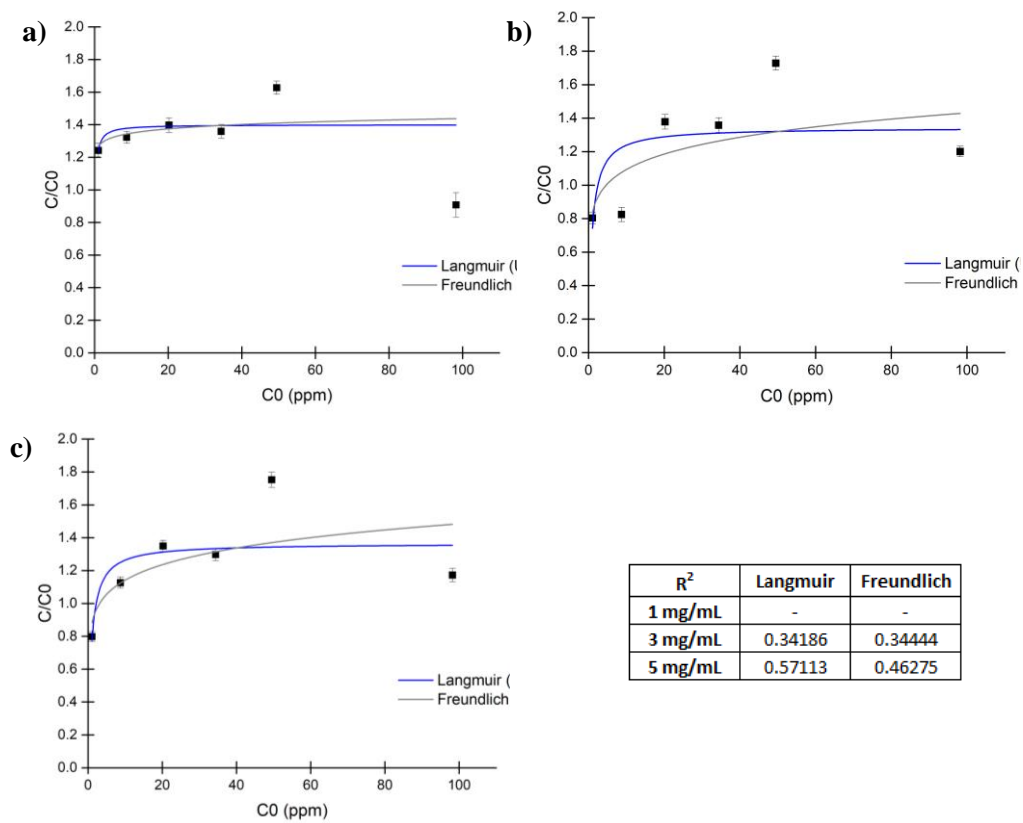 a)
2.0
1.8
1.6
1.4
1.2
1.0
0.8
0.6
0.4
0.2
0.0
C/C0
0 20 40 60 80 100
C0 (ppm)
Langmuir (
Freundlich
b)
2.0
1.8
1.6
1.4
1.2
1.0
0.8
0.6
0.4
0.2
0.0
C/C0
0 20 40 60 80 100
C0 (ppm)
Langmuir (
Freundlich
c)
2.0
1.8
1.6
1.4
1.2
1.0
0.8
0.6
0.4
0.2
0.0
C/C0
0 20 40 60 80 100
C0 (ppm)
Langmuir (
Freundlich
R² Langmuir Freundlich
1 mg/mL - -
3 mg/mL 0.34186 0.34444
5 mg/mL 0.57113 0.46275